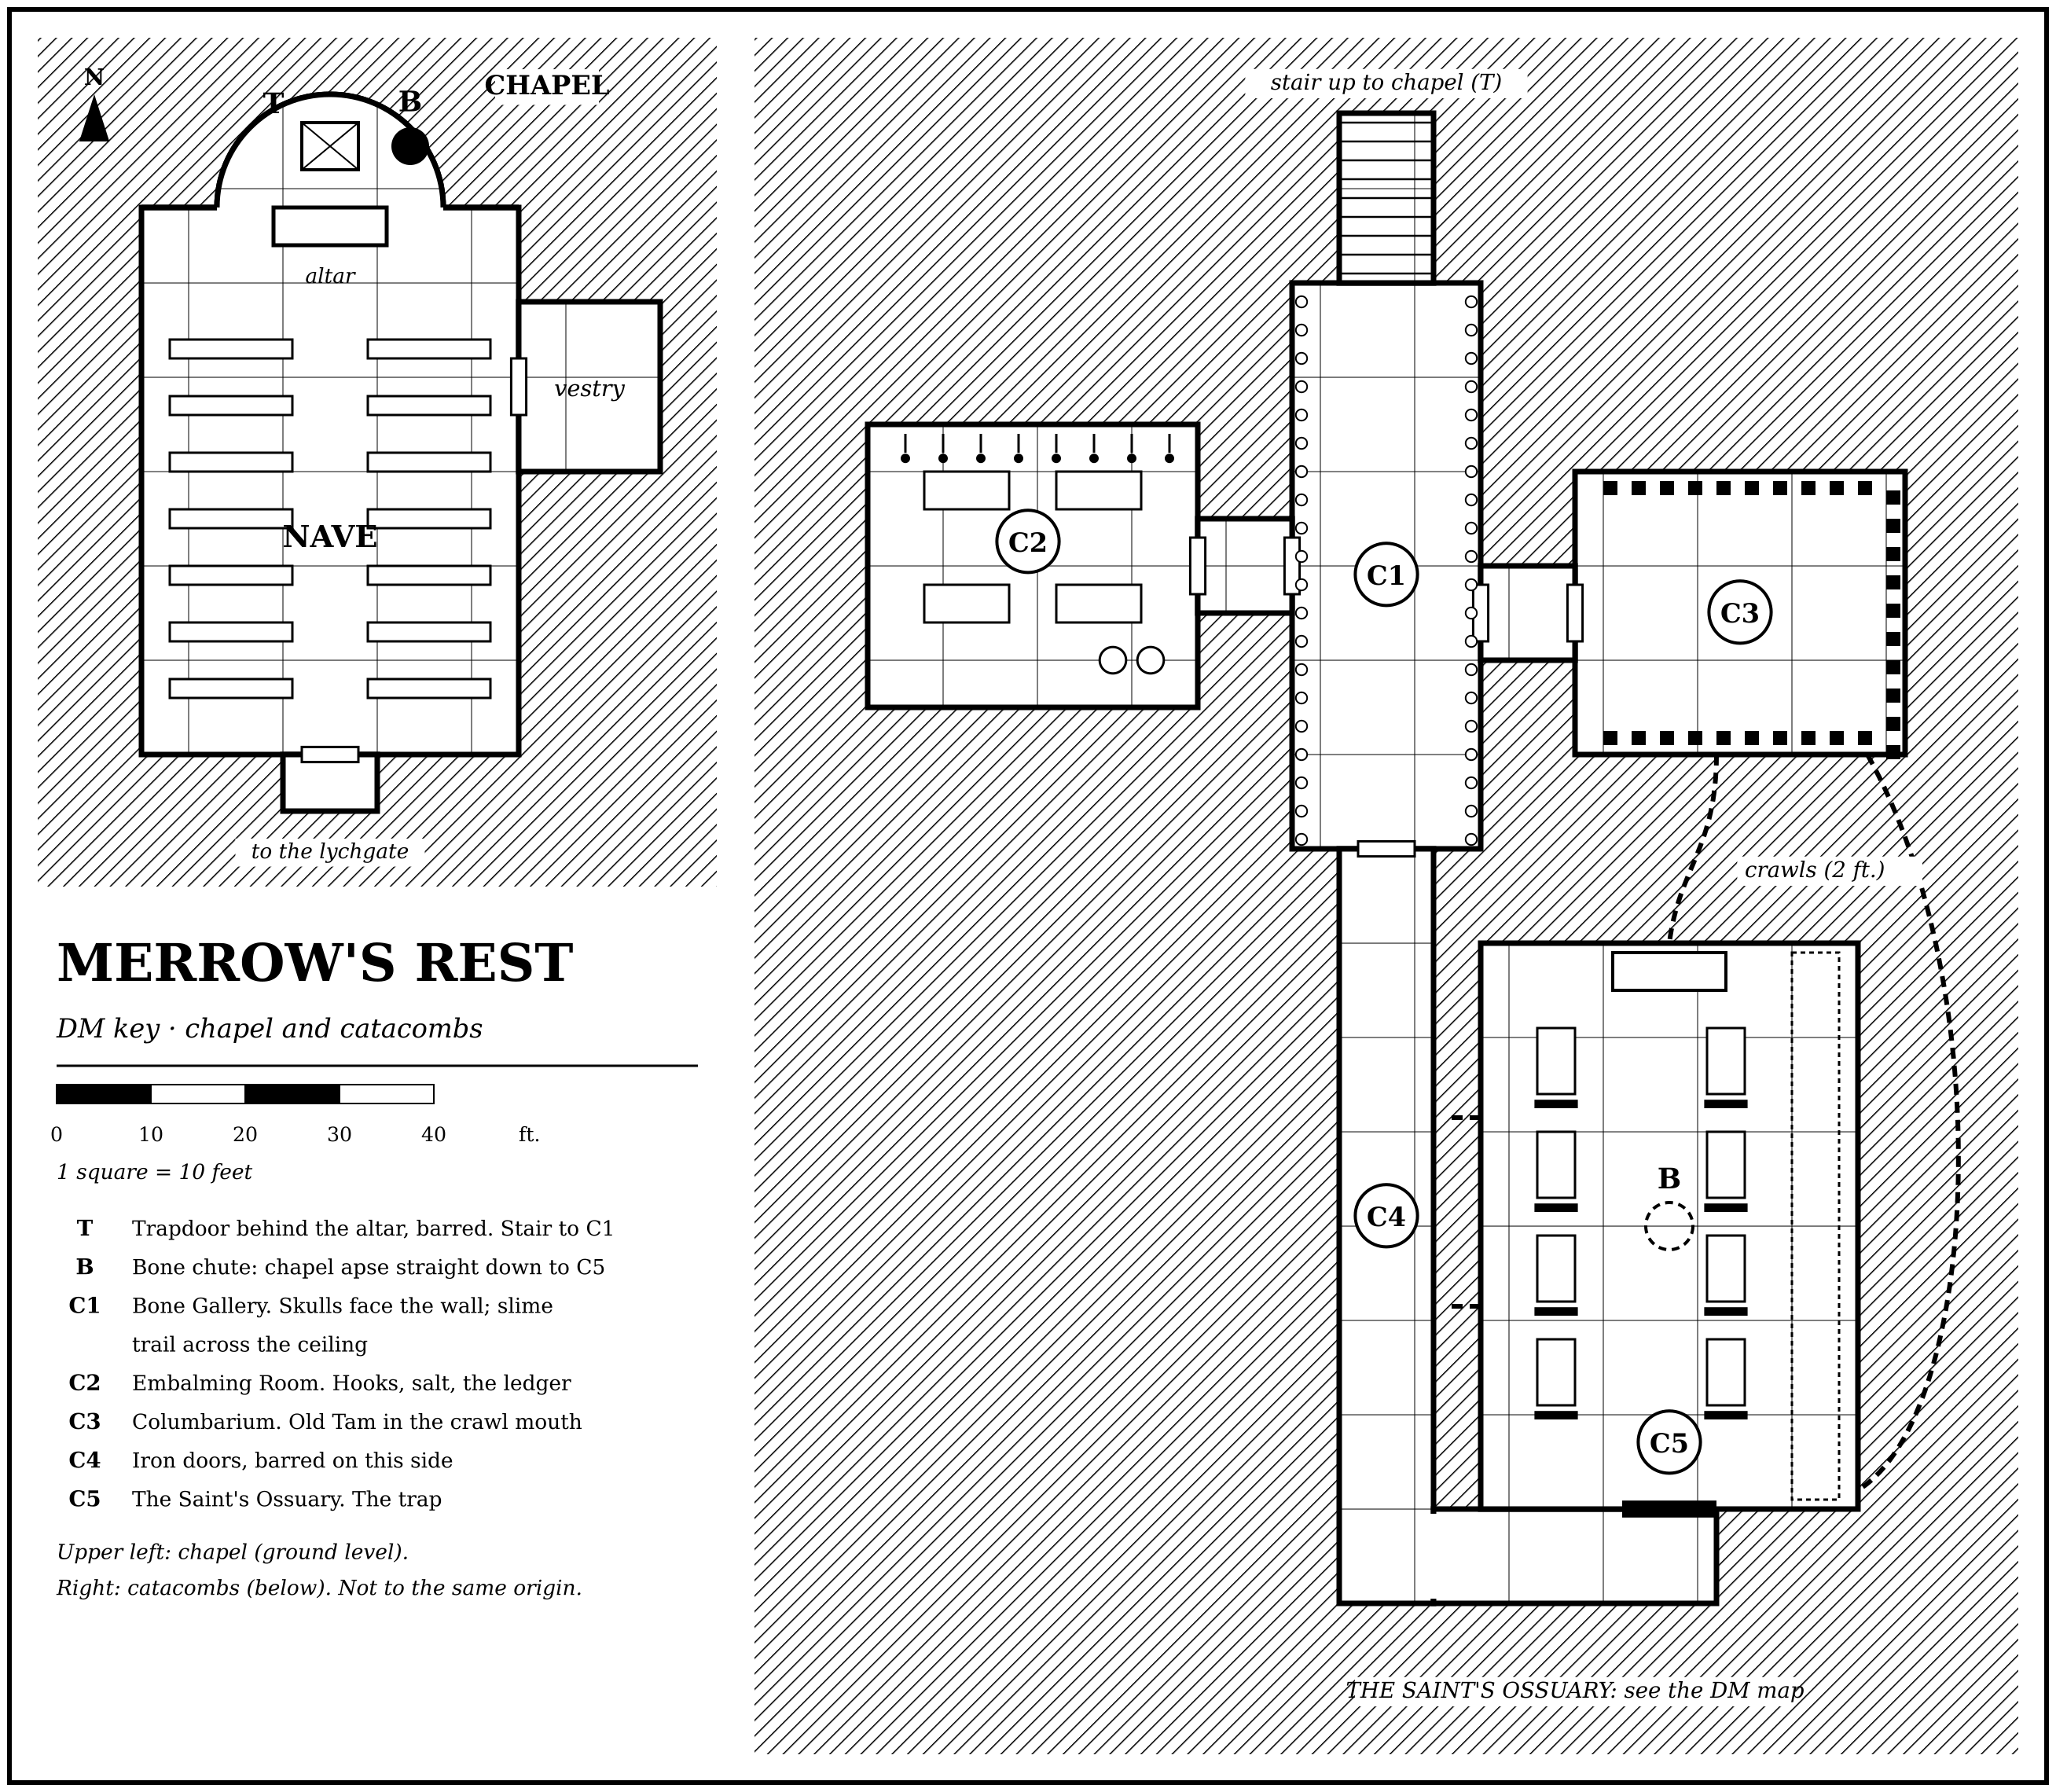 N
T
B
CHAPEL
altar
vestry
NAVE
to the lychgate
MERROW'S REST
DM key · chapel and catacombs
0 10 20 30 40 ft.
1 square = 10 feet
T Trapdoor behind the altar, barred. Stair to C1
B Bone chute: chapel apse straight down to C5
C1 Bone Gallery. Skulls face the wall; slime
trail across the ceiling
C2 Embalming Room. Hooks, salt, the ledger
C3 Columbarium. Old Tam in the crawl mouth
C4 Iron doors, barred on this side
C5 The Saint's Ossuary. The trap
Upper left: chapel (ground level).
Right: catacombs (below). Not to the same origin.
stair up to chapel (T)
C2
C1
C3
crawls (2 ft.)
B
C4
C5
THE SAINT'S OSSUARY: see the DM map